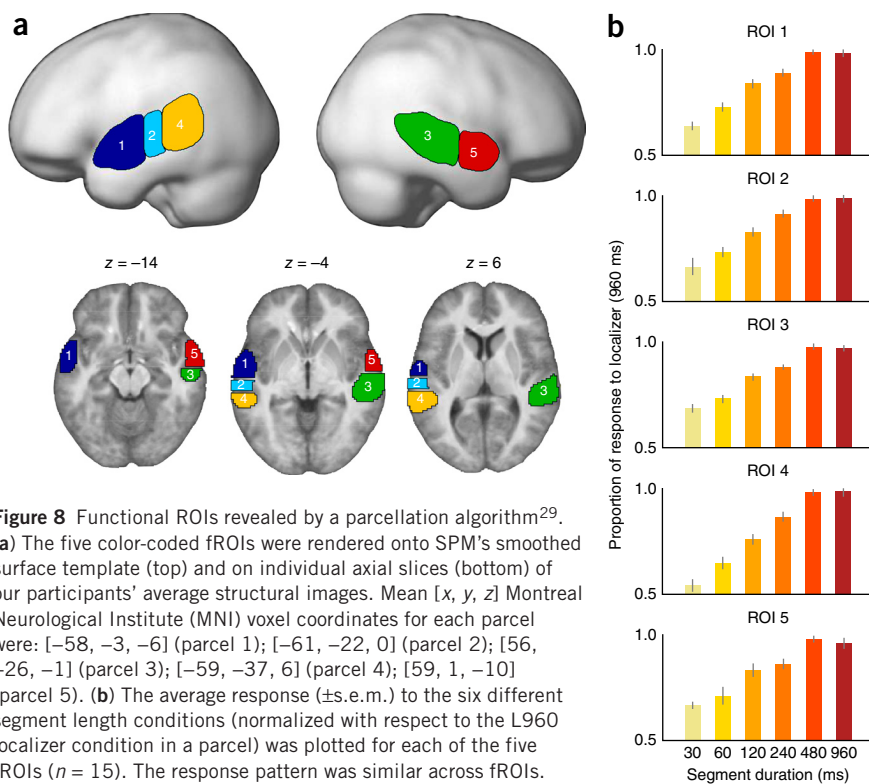 a
1
2
4
3
5
z = –14
z = –4
z = 6
1
5
3
1
2
4
5
3
1
2
4
3
Figure 8 Functional ROIs revealed by a parcellation algorithm29.
a) The five color-coded fROIs were rendered onto SPM's smoothed
surface template (top) and on individual axial slices (bottom) of
our participants' average structural images. Mean [x, y, z] Montreal
Neurological Institute (MNI) voxel coordinates for each parcel
were: [–58, –3, –6] (parcel 1); [–61, –22, 0] (parcel 2); [56,
–26, –1] (parcel 3); [–59, –37, 6] (parcel 4); [59, 1, –10]
(parcel 5). (b) The average response (±s.e.m.) to the six different
segment length conditions (normalized with respect to the L960
localizer condition in a parcel) was plotted for each of the five
fROIs (n = 15). The response pattern was similar across fROIs.
b
Proportion of response to localizer (960 ms)
ROI 1
1.0
0.5
ROI 2
1.0
0.5
ROI 3
1.0
0.5
ROI 4
1.0
0.5
ROI 5
1.0
0.5
30 60 120 240 480 960
Segment duration (ms)